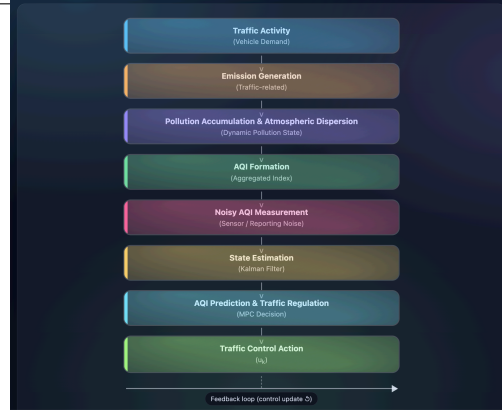 Traffic Activity
(Vehicle Demand)
Emission Generation
(Traffic-related)
Pollution Accumulation & Atmospheric Dispersion
(Dynamic Pollution State)
AQI Formation
(Aggregated Index)
Noisy AQI Measurement
(Sensor / Reporting Noise)
State Estimation
(Kalman Filter)
AQI Prediction & Traffic Regulation
(MPC Decision)
Traffic Control Action
(uₖ)
Feedback loop (control update ↺)